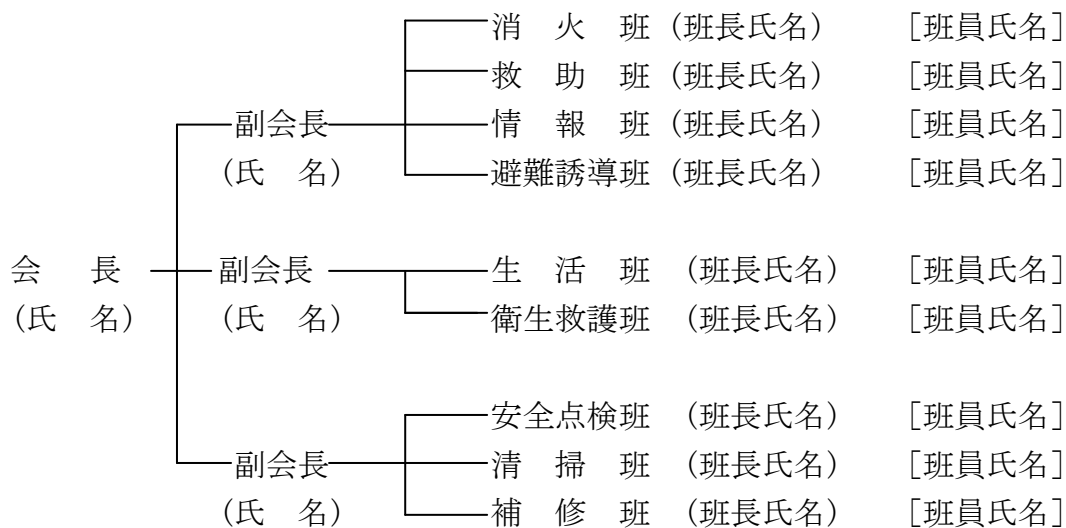 消　火　班（班長氏名）　［班員氏名］
救　助　班（班長氏名）　［班員氏名］
副会長　情　報　班（班長氏名）　［班員氏名］
（氏　名）　避難誘導班（班長氏名）　［班員氏名］
会　　長　副会長　生　活　班　（班長氏名）　［班員氏名］
（氏　名）　（氏　名）　衛生救護班　（班長氏名）　［班員氏名］
安全点検班　（班長氏名）　［班員氏名］
副会長　清　掃　班　（班長氏名）　［班員氏名］
（氏　名）　補　修　班　（班長氏名）　［班員氏名］